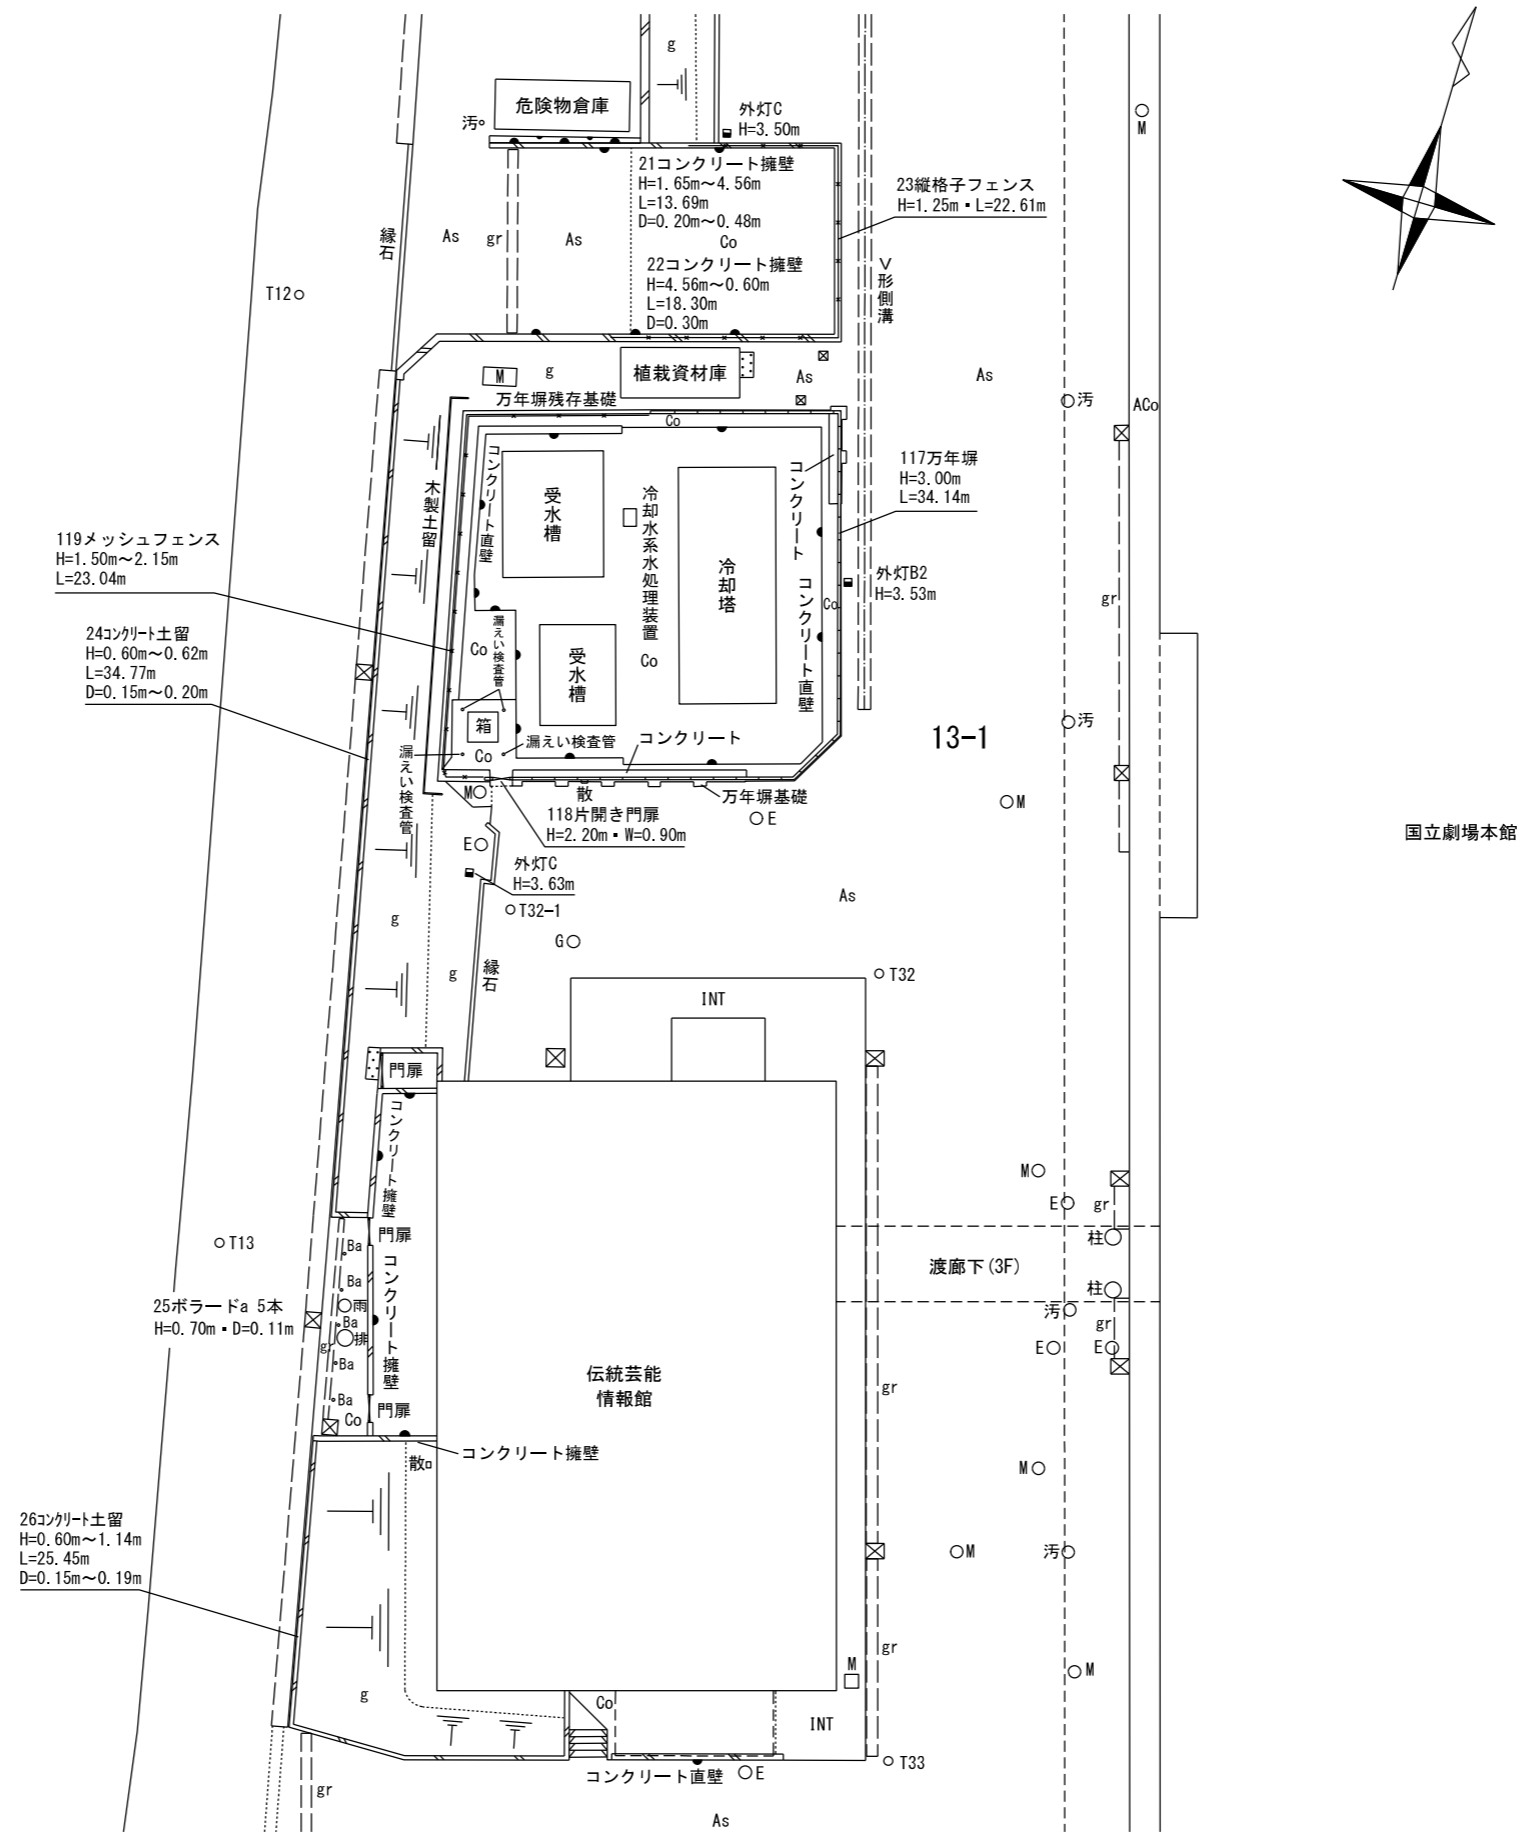 g
危険物倉庫
汚
外灯C
H=3.50m
M
21コンクリート擁壁
H=1.65m～4.56m
L=13.69m
D=0.20m～0.48m
Co
23縦格子フェンス
H=1.25m・L=22.61m
縁石
As
gr
As
22コンクリート擁壁
H=4.56m～0.60m
L=18.30m
D=0.30m
V形側溝
T12
M
g
植栽資材庫
As
As
万年塀残存基礎
汚
ACo
Co
コンクリート直壁
木製土留
受水槽
冷却水系水処理装置
冷却塔
コンクリート
117万年塀
H=3.00m
L=34.14m
119メッシュフェンス
H=1.50m～2.15m
L=23.04m
外灯B2
H=3.53m
コンクリート直壁
Co
gr
24コンクリート土留
H=0.60m～0.62m
L=34.77m
D=0.15m～0.20m
漏えい検査管
Co
受水槽
Co
箱
13-1
汚
漏えい検査管
Co
漏えい検査管
コンクリート
M
散
万年塀基礎
118片開き門扉
H=2.20m・W=0.90m
E
M
国立劇場本館
E
外灯C
H=3.63m
T32-1
As
g
G
g
縁石
T32
INT
門扉
コンクリート擁壁
M
E
gr
柱
T13
Ba
門扉
渡廊下(3F)
Ba
コンクリート擁壁
柱
25ボラードa 5本
H=0.70m・D=0.11m
雨
Ba
排
汚
gr
g
Ba
E
E
伝統芸能
情報館
gr
Ba
Co
門扉
コンクリート擁壁
散
M
26コンクリート土留
H=0.60m～1.14m
L=25.45m
D=0.15m～0.19m
M
汚
gr
M
M
g
Co
INT
gr
コンクリート直壁
E
T33
As